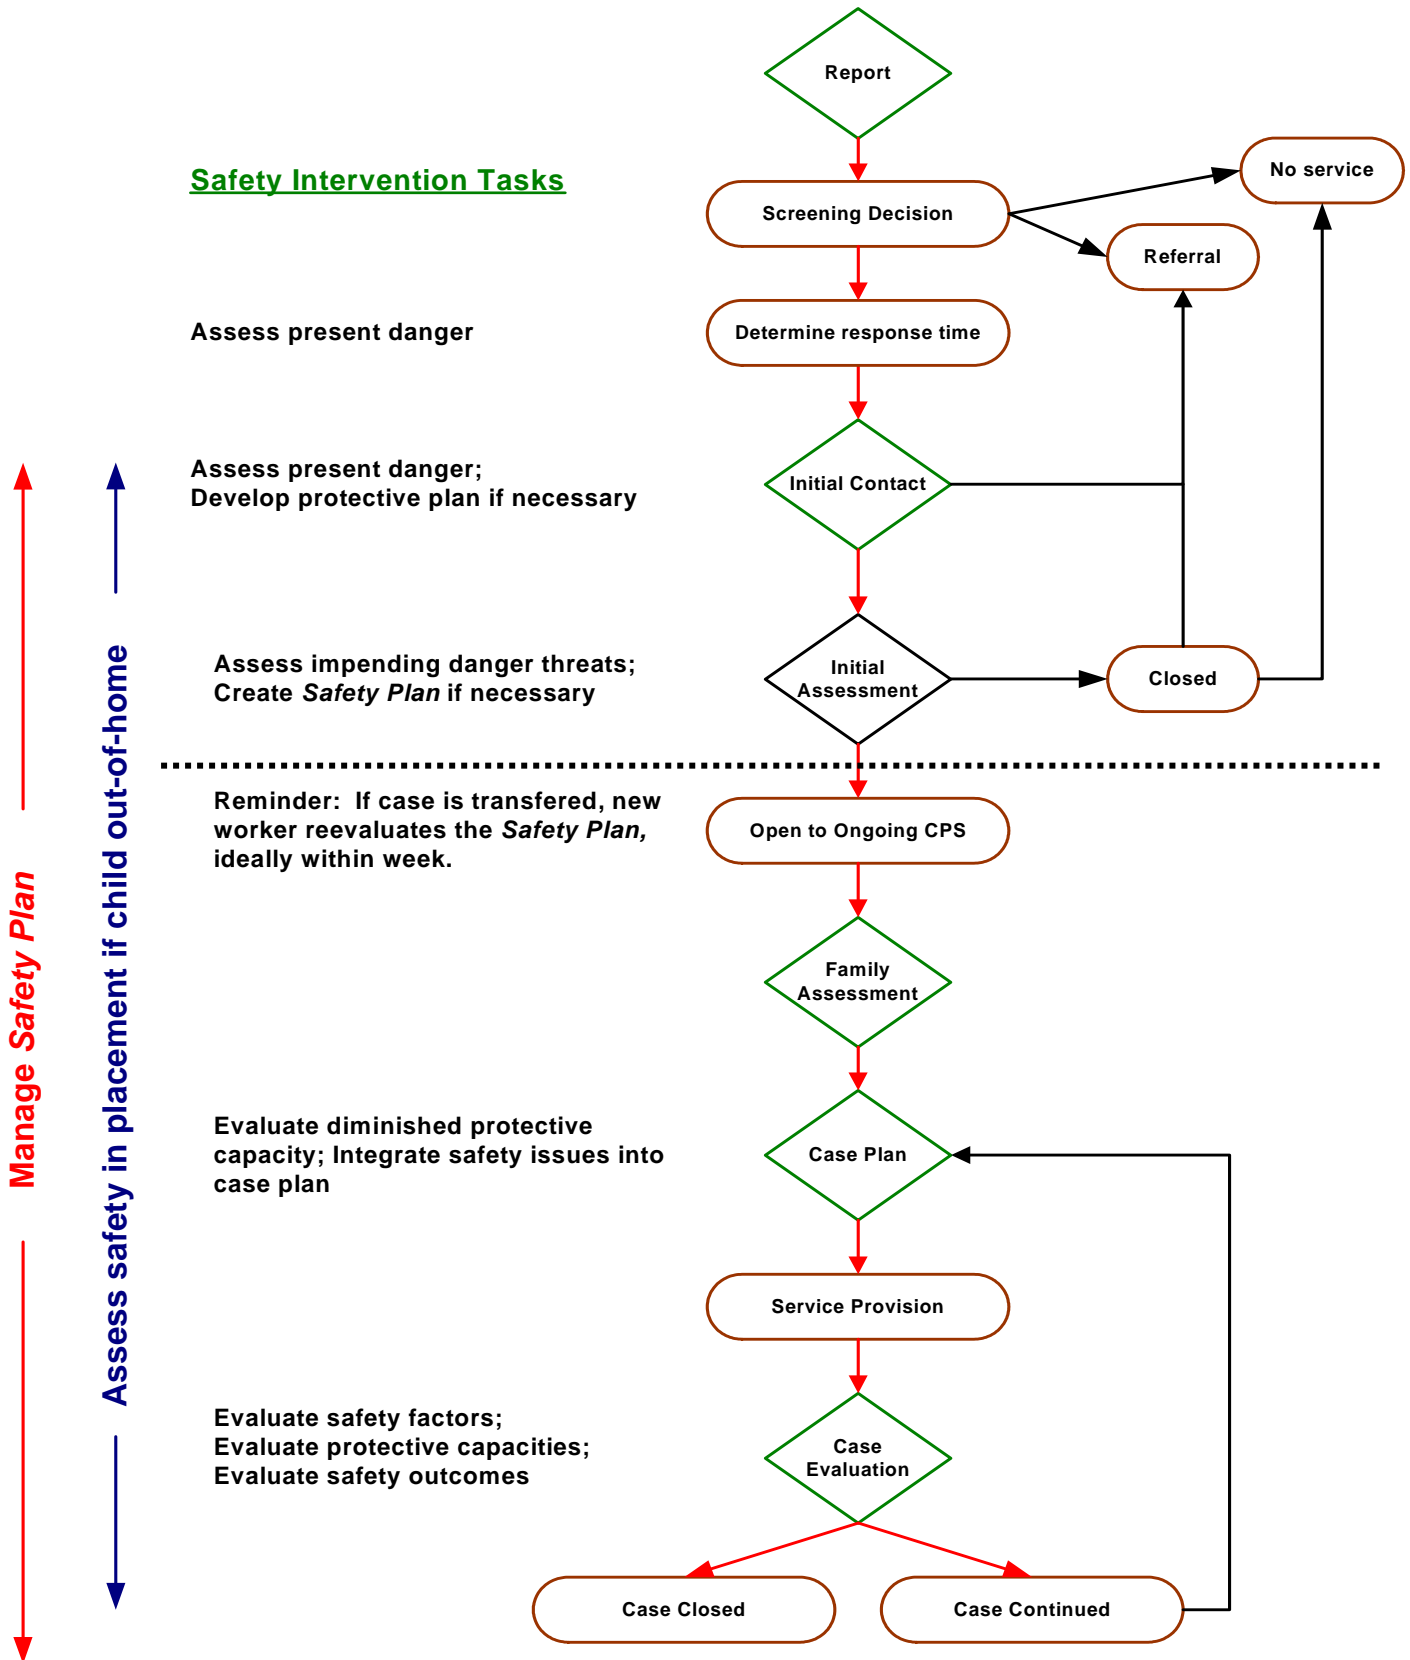 Report
Safety Intervention Tasks
No service
Screening Decision
Referral
Assess present danger
Determine response time
Assess present danger;
Develop protective plan if necessary
Initial Contact
Assess impending danger threats;
Create Safety Plan if necessary
Initial
Assessment
Closed
Reminder: If case is transfered, new
worker reevaluates the Safety Plan,
ideally within week.
Open to Ongoing CPS
Manage Safety Plan
Assess safety in placement if child out-of-home
Family
Assessment
Evaluate diminished protective
capacity; Integrate safety issues into
case plan
Case Plan
Service Provision
Evaluate safety factors;
Evaluate protective capacities;
Evaluate safety outcomes
Case
Evaluation
Case Closed
Case Continued